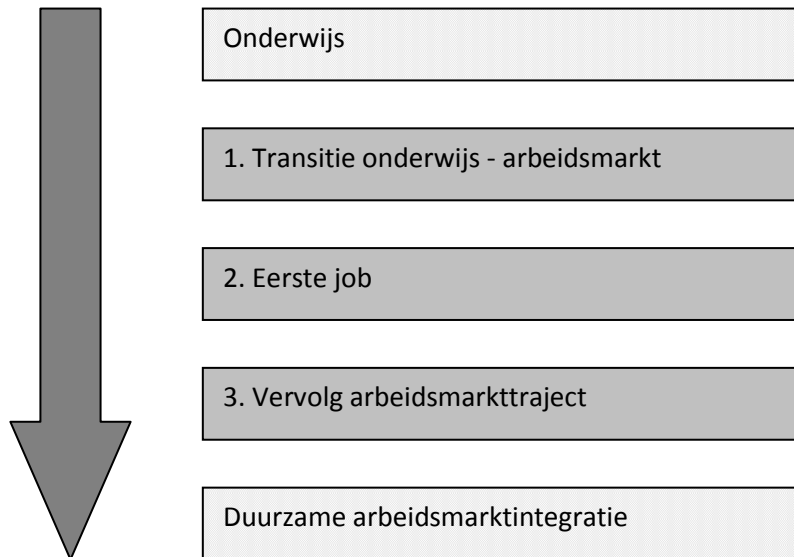 Onderwijs
1. Transitie onderwijs - arbeidsmarkt
2. Eerste job
3. Vervolg arbeidsmarkttraject
Duurzame arbeidsmarktintegratie